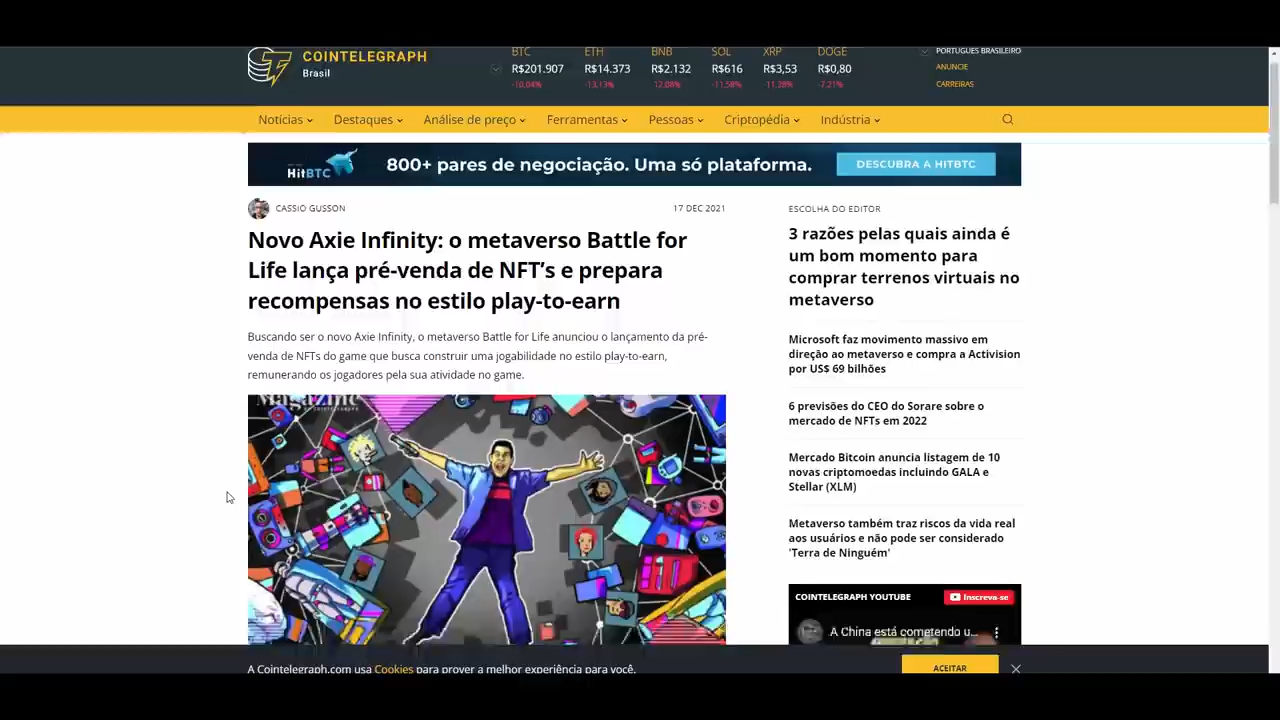 COINTELEGRAPH
Brasil
BTC ETH BNB SOL XRP DOGE
R$201.907 R$14.373 R$2.132 R$616 R$3,53 R$0,80
-10,04% -13,13% 12,08% -11,58% -11,28% -7,21%
PORTUGUÊS BRASILEIRO
ANUNCIE
CARREIRAS
Notícias Destaques Análise de preço Ferramentas Pessoas Criptopédia Indústria
HitBTC 800+ pares de negociação. Uma só plataforma. DESCUBRA A HITBTC
CASSIO GUSSON 17 DEC 2021
Novo Axie Infinity: o metaverso Battle for
Life lança pré-venda de NFT’s e prepara
recompensas no estilo play-to-earn
Buscando ser o novo Axie Infinity, o metaverso Battle for Life anunciou o lançamento da pré-
venda de NFTs do game que busca construir uma jogabilidade no estilo play-to-earn,
remunerando os jogadores pela sua atividade no game.
Magazine
ESCOLHA DO EDITOR
3 razões pelas quais ainda é
um bom momento para
comprar terrenos virtuais no
metaverso
Microsoft faz movimento massivo em
direção ao metaverso e compra a Activision
por US$ 69 bilhões
6 previsões do CEO do Sorare sobre o
mercado de NFTs em 2022
Mercado Bitcoin anuncia listagem de 10
novas criptomoedas incluindo GALA e
Stellar (XLM)
Metaverso também traz riscos da vida real
aos usuários e não pode ser considerado
'Terra de Ninguém'
COINTELEGRAPH YOUTUBE Inscreva-se
A China está cometendo u...
A Cointelegraph.com usa Cookies para prover a melhor experiência para você.
ACEITAR